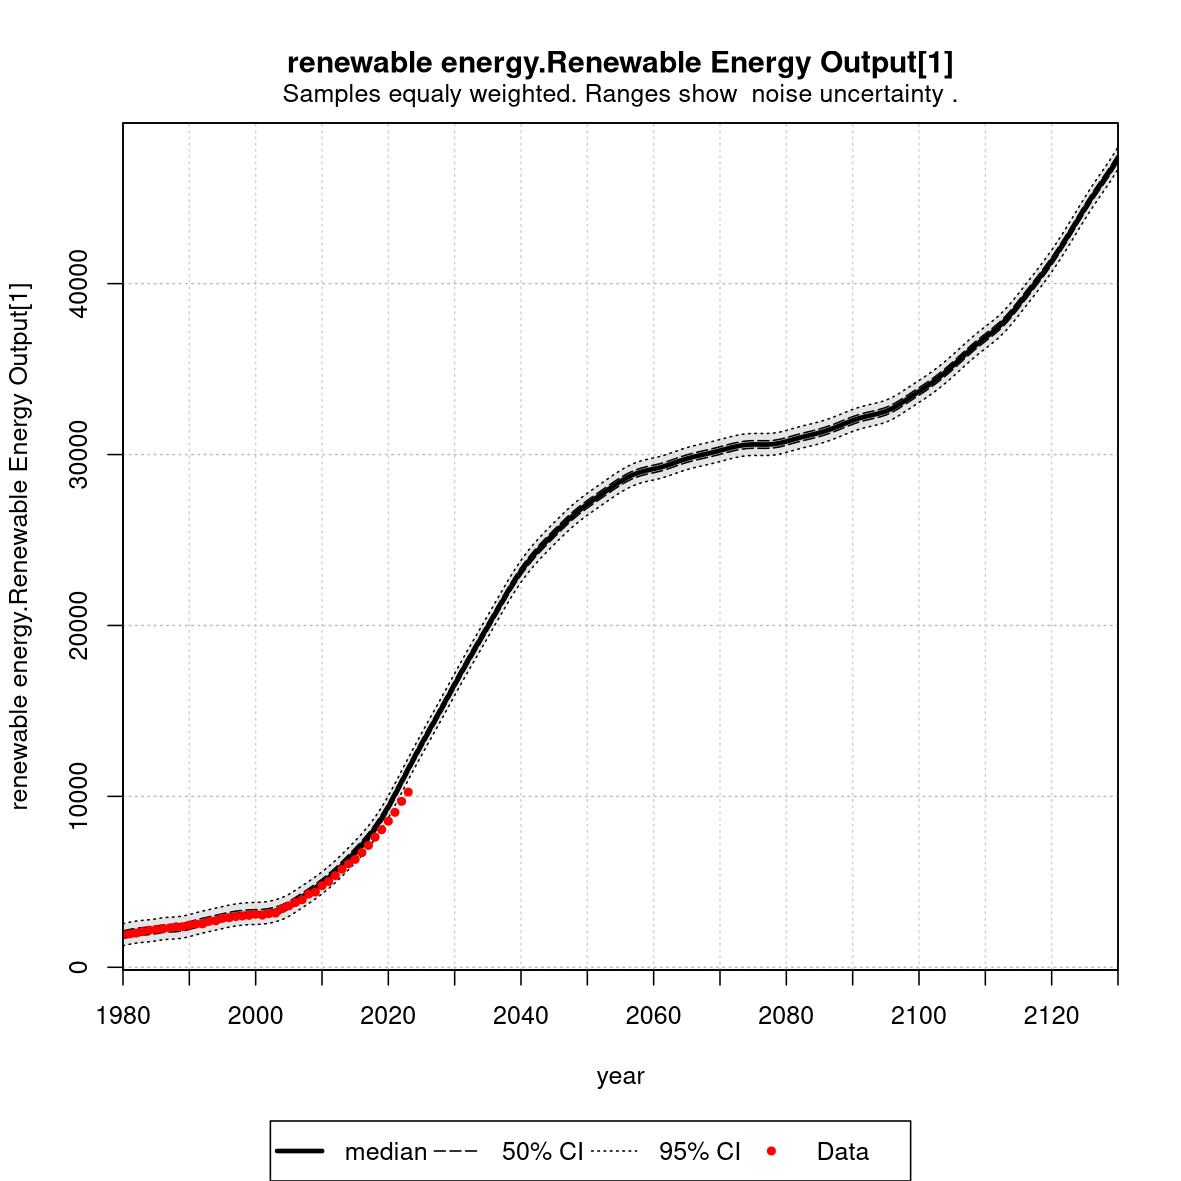 renewable energy.Renewable Energy Output[1]
Samples equaly weighted. Ranges show  noise uncertainty .
renewable energy.Renewable Energy Output[1]
40000
30000
20000
10000
0
1980 2000 2020 2040 2060 2080 2100 2120
year
median 50% CI 95% CI Data